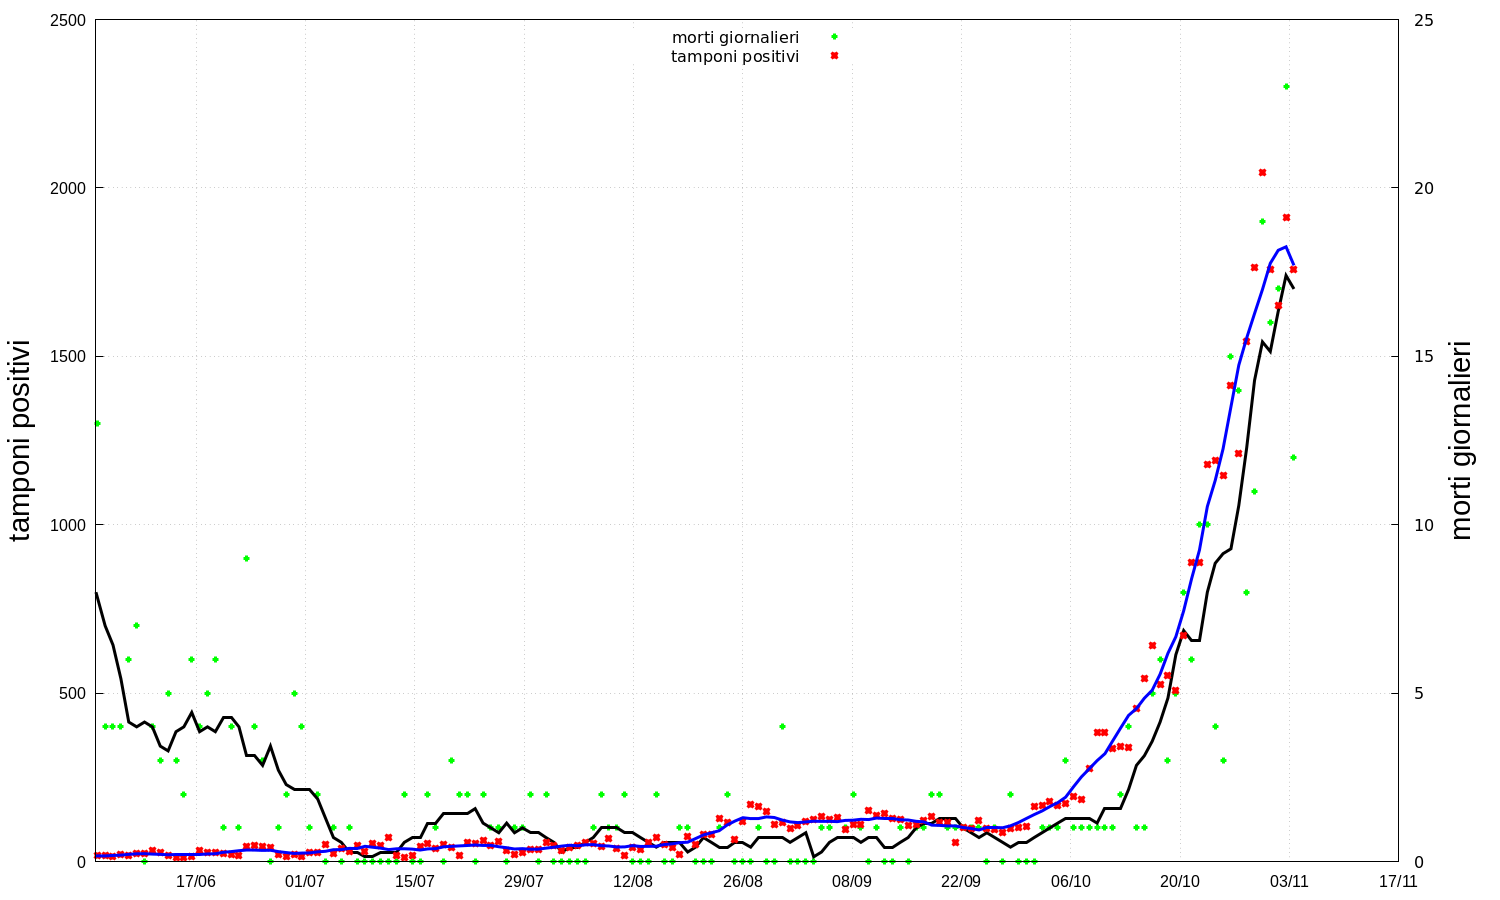 morti giornalieri
tamponi positivi
2500
2000
1500
1000
500
0
tamponi positivi
25
20
15
10
5
0
morti giornalieri
17/06 01/07 15/07 29/07 12/08 26/08 08/09 22/09 06/10 20/10 03/11 17/11